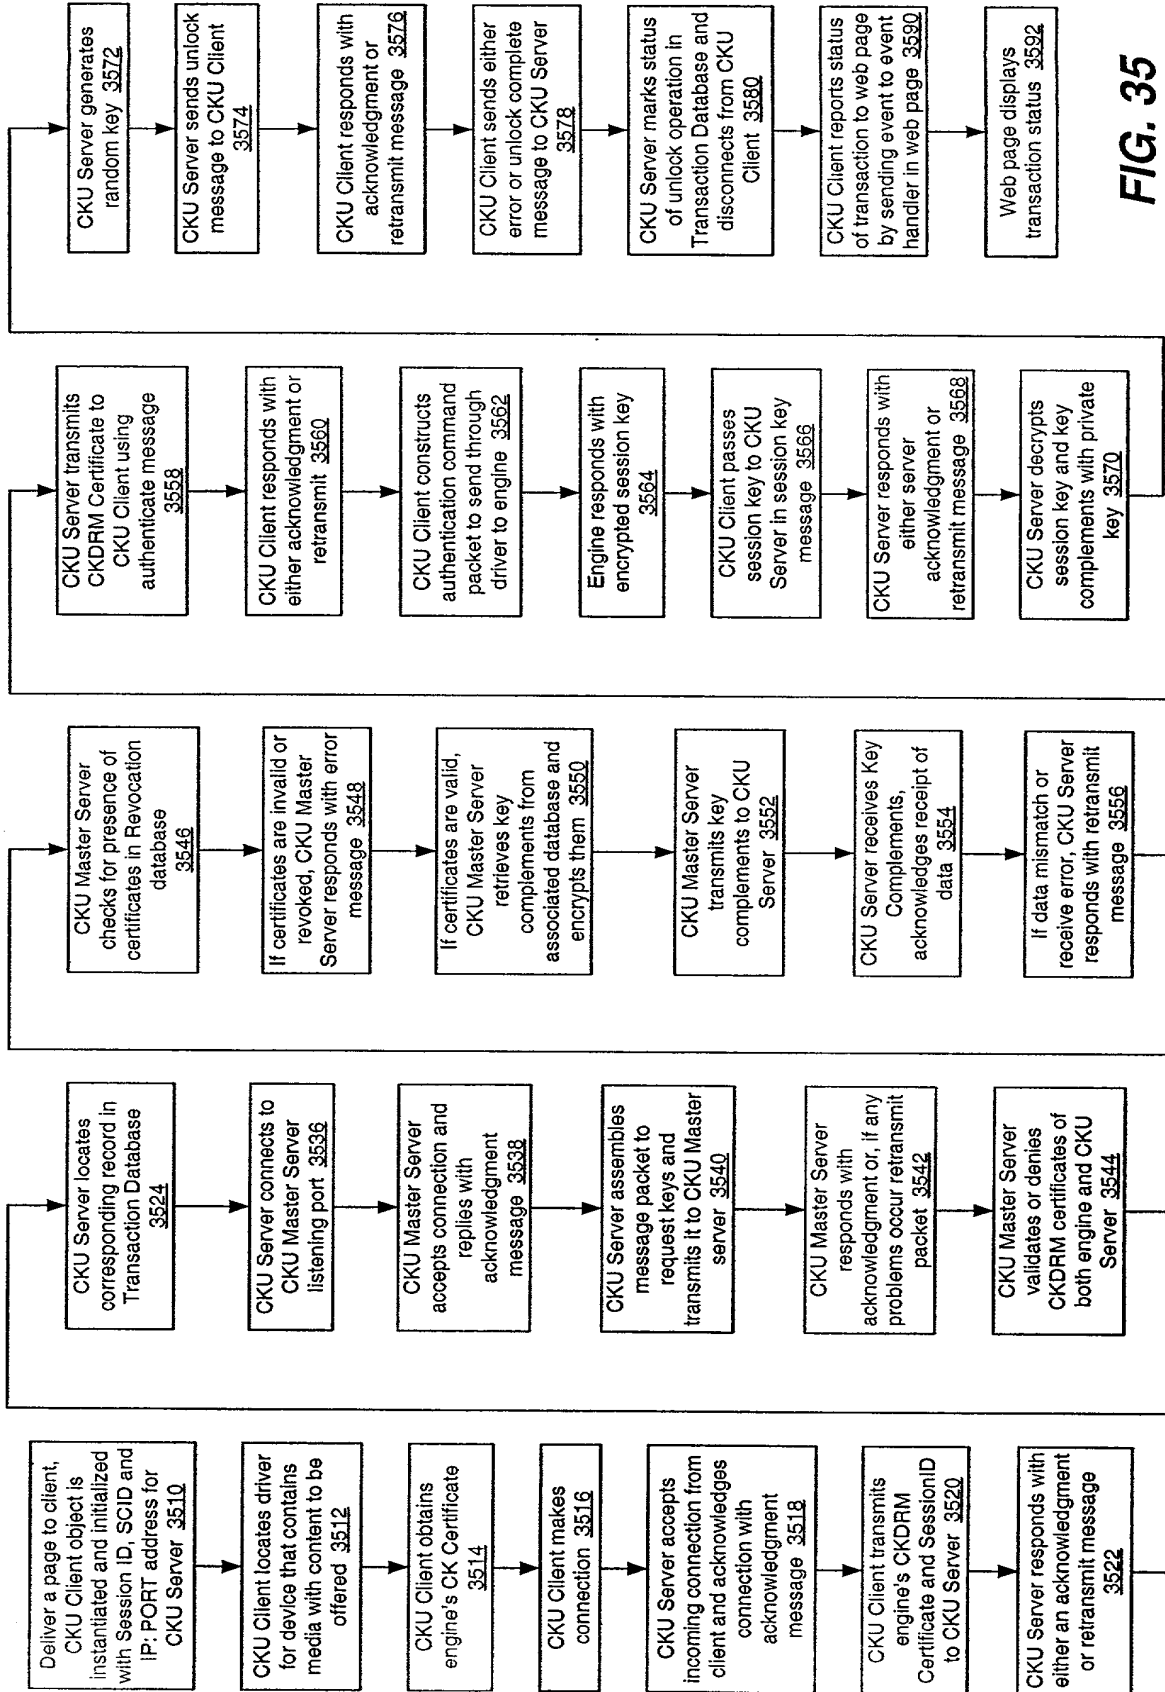 Deliver a page to client,
CKU Client object is
instantiated and initialized
with Session ID, SCID and
IP: PORT address for
CKU Server 3510
CKU Client locates driver
for device that contains
media with content to be
offered 3512
CKU Client obtains
engine's CK Certificate
3514
CKU Client makes
connection 3516
CKU Server accepts
incoming connection from
client and acknowledges
connection with
acknowledgment
message 3518
CKU Client transmits
engine's CKDRM
Certificate and SessionID
to CKU Server 3520
CKU Server responds with
either an acknowledgment
or retransmit message
3522
CKU Server locates
corresponding record in
Transaction Database
3524
CKU Server connects to
CKU Master Server
listening port 3536
CKU Master Server
accepts connection and
replies with
acknowledgment
message 3538
CKU Server assembles
message packet to
request keys and
transmits it to CKU Master
server 3540
CKU Master Server
responds with
acknowledgment or, if any
problems occur retransmit
packet 3542
CKU Master Server
validates or denies
CKDRM certificates of
both engine and CKU
Server 3544
CKU Master Server
checks for presence of
certificates in Revocation
database
3546
If certificates are invalid or
revoked, CKU Master
Server responds with error
message 3548
If certificates are valid,
CKU Master Server
retrieves key
complements from
associated database and
encrypts them 3550
CKU Master Server
transmits key
complements to CKU
Server 3552
CKU Server receives Key
Complements,
acknowledges receipt of
data 3554
If data mismatch or
receive error, CKU Server
responds with retransmit
message 3556
CKU Server transmits
CKDRM Certificate to
CKU Client using
authenticate message
3558
CKU Client responds with
either acknowledgment or
retransmit 3560
CKU Client constructs
authentication command
packet to send through
driver to engine 3562
Engine responds with
encrypted session key
3564
CKU Client passes
session key to CKU
Server in session key
message 3566
CKU Server responds with
either server
acknowledgment or
retransmit message 3568
CKU Server decrypts
session key and key
complements with private
key 3570
CKU Server generates
random key 3572
CKU Server sends unlock
message to CKU Client
3574
CKU Client responds with
acknowledgment or
retransmit message 3576
CKU Client sends either
error or unlock complete
message to CKU Server
3578
CKU Server marks status
of unlock operation in
Transaction Database and
disconnects from CKU
Client 3580
CKU Client reports status
of transaction to web page
by sending event to event
handler in web page 3590
Web page displays
transaction status 3592
FIG. 35